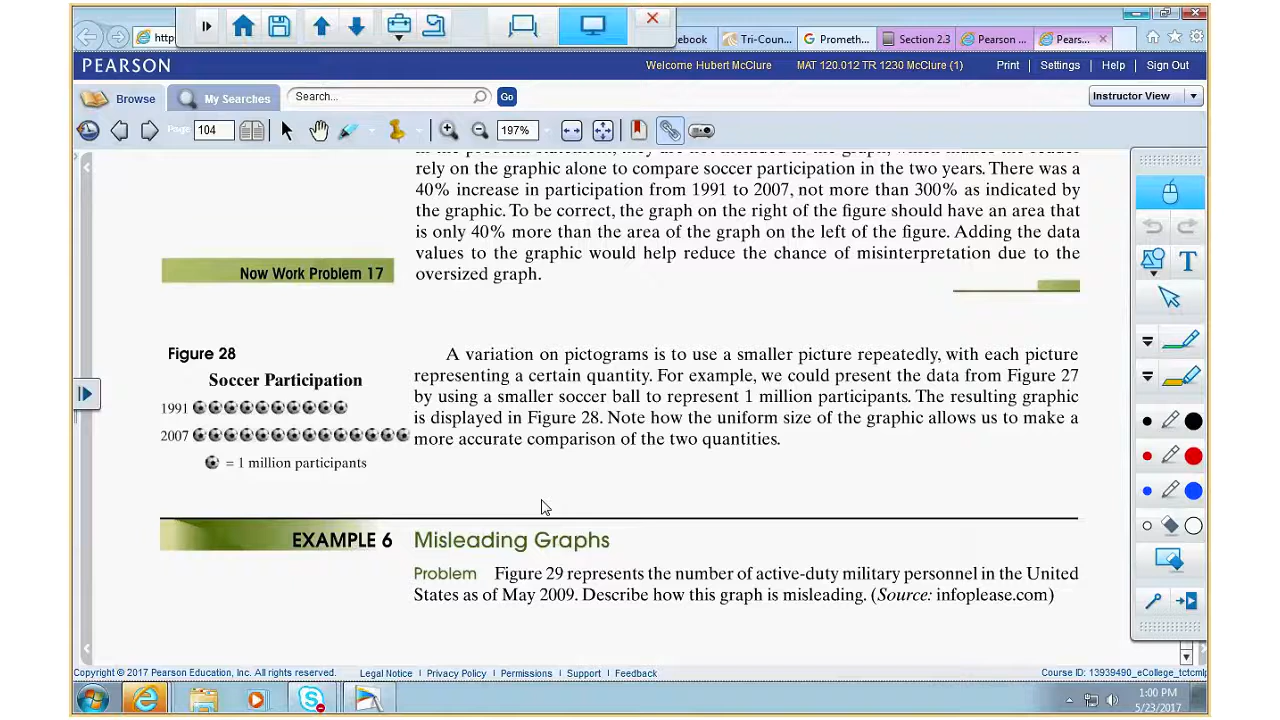 http
ebook
Tri-Coun...
Prometh...
Section 2.3
Pearson ...
Pears...
PEARSON
Welcome Hubert McClure
MAT 120.012 TR 1230 McClure (1)
Print
Settings
Help
Sign Out
Browse
My Searches
Search...
Go
Instructor View
Page
104
197%
rely on the graphic alone to compare soccer participation in the two years. There was a
40% increase in participation from 1991 to 2007, not more than 300% as indicated by
the graphic. To be correct, the graph on the right of the figure should have an area that
is only 40% more than the area of the graph on the left of the figure. Adding the data
values to the graphic would help reduce the chance of misinterpretation due to the
oversized graph.
Now Work Problem 17
Figure 28
Soccer Participation
1991
2007
= 1 million participants
A variation on pictograms is to use a smaller picture repeatedly, with each picture
representing a certain quantity. For example, we could present the data from Figure 27
by using a smaller soccer ball to represent 1 million participants. The resulting graphic
is displayed in Figure 28. Note how the uniform size of the graphic allows us to make a
more accurate comparison of the two quantities.
EXAMPLE 6 Misleading Graphs
Problem Figure 29 represents the number of active-duty military personnel in the United
States as of May 2009. Describe how this graph is misleading. (Source: infoplease.com)
T
Copyright © 2017 Pearson Education, Inc. All rights reserved.
Legal Notice | Privacy Policy | Permissions | Support | Feedback
Course ID: 13939490_eCollege_tctcmlp
1:00 PM
5/23/2017